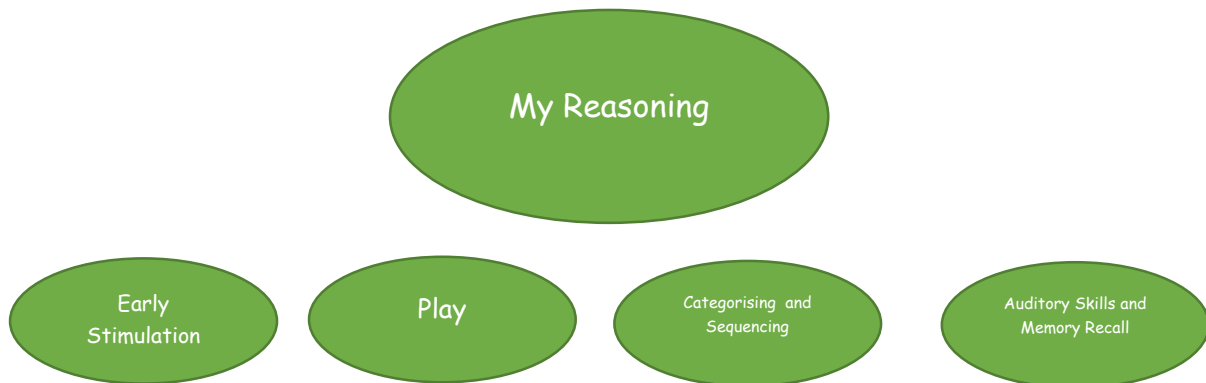 My Reasoning
Early
Stimulation
Play
Categorising and
Sequencing
Auditory Skills and
Memory Recall